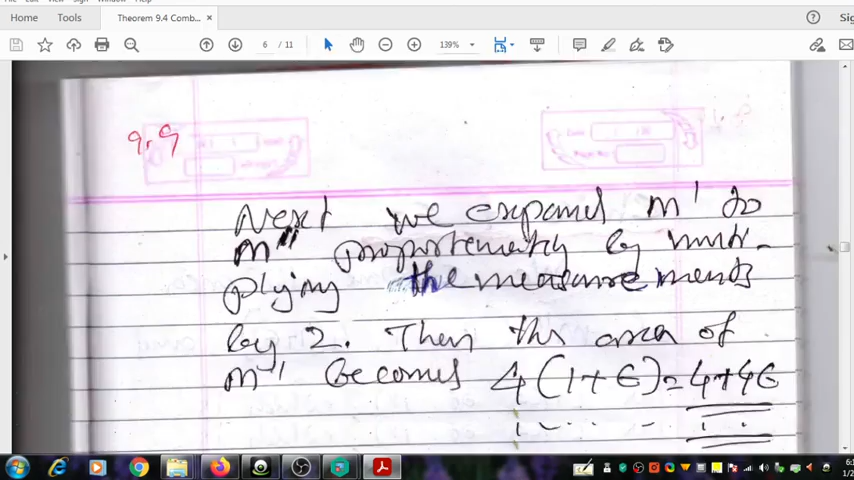 Home Tools Theorem 9.4 Comb... × Sig
6 / 11 139%
9.9
Next we expand M' to
M'' proportionately by multi-
plying the measurements
by 2. Then the area of
M'' becomes 4(1+ϵ)=4+4ϵ